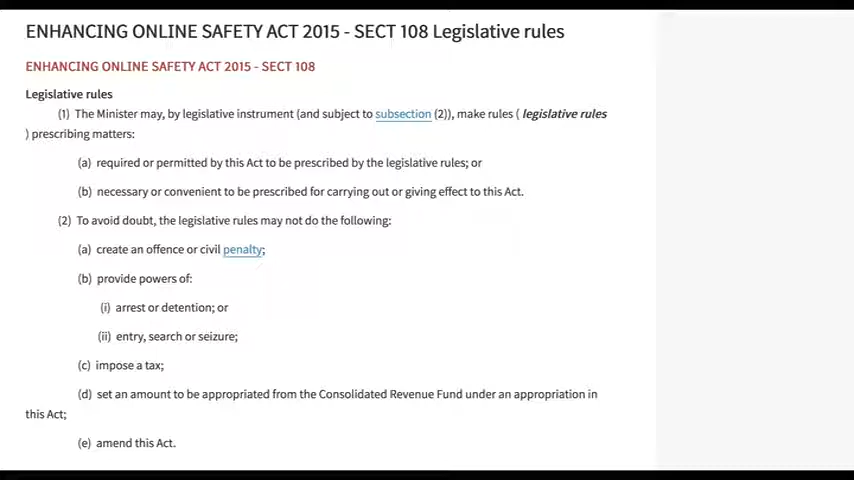 ENHANCING ONLINE SAFETY ACT 2015 - SECT 108 Legislative rules
ENHANCING ONLINE SAFETY ACT 2015 - SECT 108
Legislative rules
(1) The Minister may, by legislative instrument (and subject to subsection (2)), make rules ( legislative rules
) prescribing matters:
(a) required or permitted by this Act to be prescribed by the legislative rules; or
(b) necessary or convenient to be prescribed for carrying out or giving effect to this Act.
(2) To avoid doubt, the legislative rules may not do the following:
(a) create an offence or civil penalty;
(b) provide powers of:
(i) arrest or detention; or
(ii) entry, search or seizure;
(c) impose a tax;
(d) set an amount to be appropriated from the Consolidated Revenue Fund under an appropriation in
this Act;
(e) amend this Act.